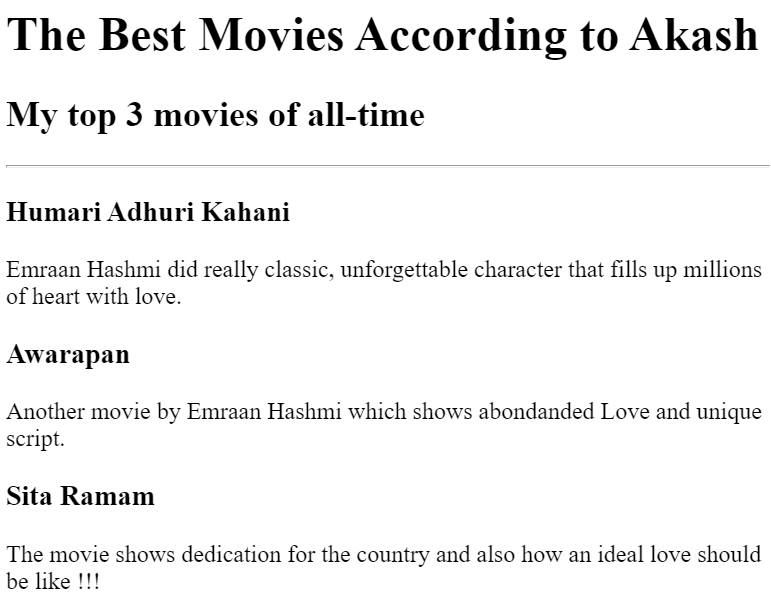 The Best Movies According to Akash
My top 3 movies of all-time
Humari Adhuri Kahani
Emraan Hashmi did really classic, unforgettable character that fills up millions
of heart with love.
Awarapan
Another movie by Emraan Hashmi which shows abondanded Love and unique
script.
Sita Ramam
The movie shows dedication for the country and also how an ideal love should
be like !!!